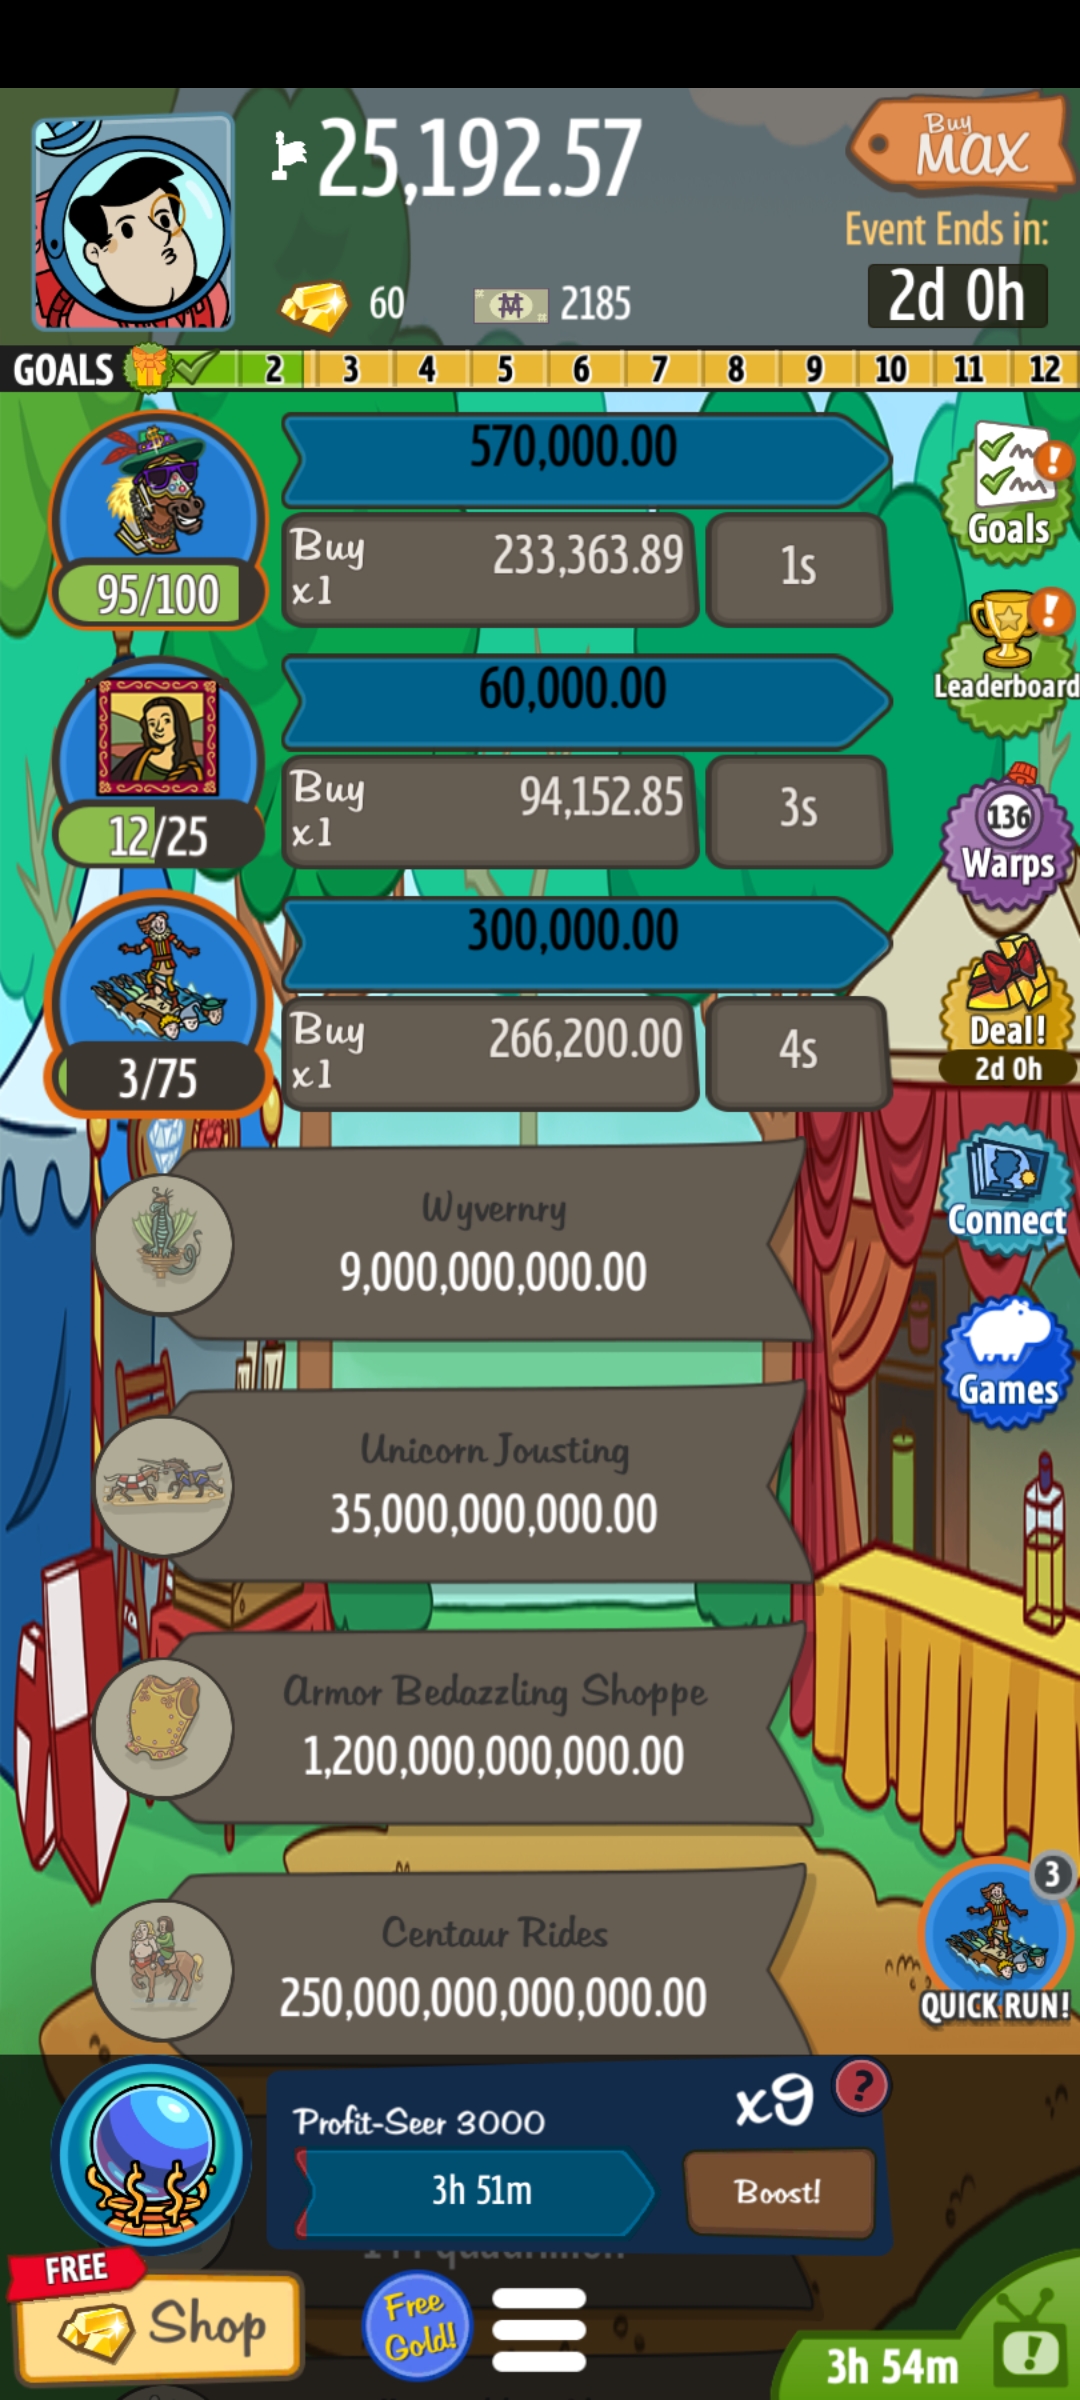 25,192.57
Buy
MAX
Event Ends in:
2d 0h
60
2185
GOALS 2 3 4 5 6 7 8 9 10 11 12
570,000.00
Buy
x1
233,363.89
1s
95/100
Goals
60,000.00
Buy
x1
94,152.85
3s
12/25
Leaderboard
136
Warps
300,000.00
Buy
x1
266,200.00
4s
3/75
Deal!
2d 0h
Wyvernry
9,000,000,000.00
Connect
Unicorn Jousting
35,000,000,000.00
Games
Armor Bedazzling Shoppe
1,200,000,000,000.00
Centaur Rides
250,000,000,000,000.00
3
QUICK RUN!
Profit-Seer 3000
x9
?
3h 51m
Boost!
FREE
Shop
Free
Gold!
3h 54m